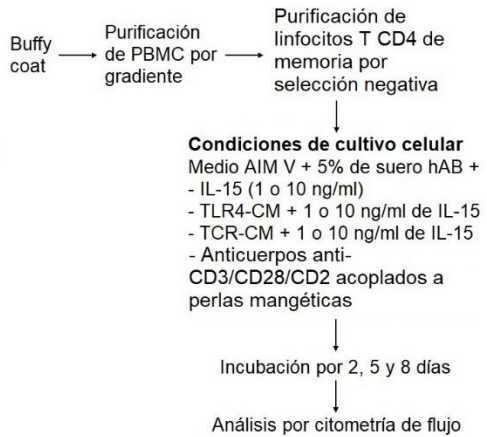 Buffy
coat
Purificación
de PBMC por
gradiente
Purificación de
linfocitos T CD4 de
memoria por
selección negativa
Condiciones de cultivo celular
Medio AIM V + 5% de suero hAB +
- IL-15 (1 o 10 ng/ml)
- TLR4-CM + 1 o 10 ng/ml de IL-15
- TCR-CM + 1 o 10 ng/ml de IL-15
- Anticuerpos anti-
CD3/CD28/CD2 acoplados a
perlas mangéticas
Incubación por 2, 5 y 8 días
Análisis por citometría de flujo